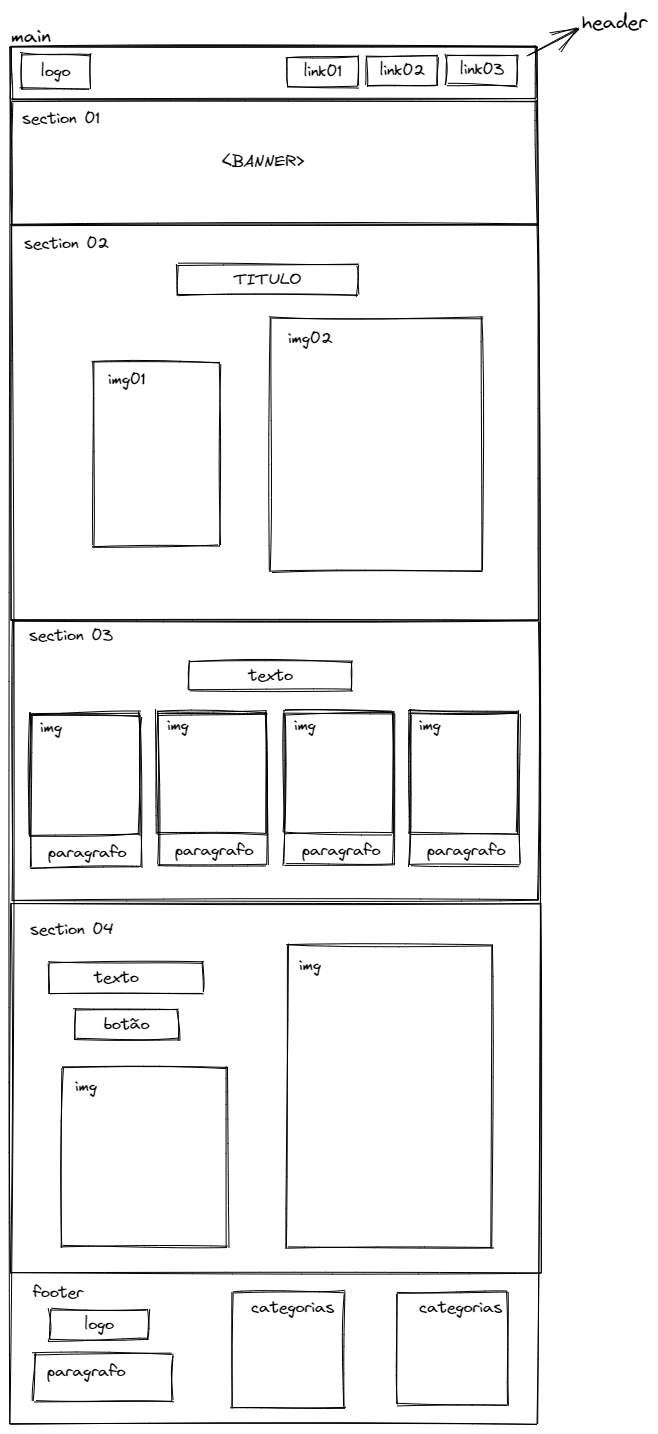 header
main
logo
link01
link02
link03
section 01
<BANNER>
section 02
TITULO
img01
img02
section 03
texto
img
img
img
img
paragrafo
paragrafo
paragrafo
paragrafo
section 04
texto
botão
img
img
footer
logo
paragrafo
categorias
categorias